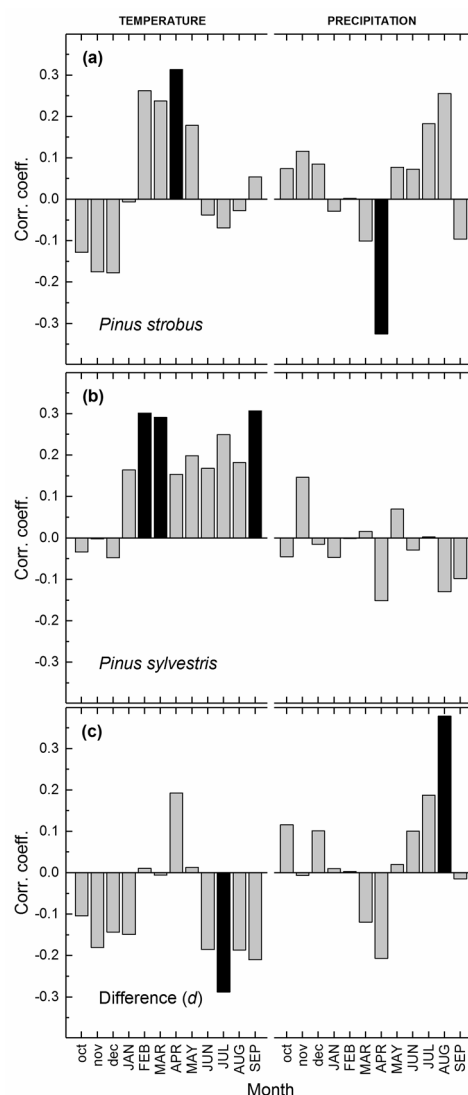 TEMPERATURE PRECIPITATION
(a)
Corr. coeff.
0.3
0.2
0.1
0.0
-0.1
-0.2
-0.3
Pinus strobus
(b)
Corr. coeff.
0.3
0.2
0.1
0.0
-0.1
-0.2
-0.3
Pinus sylvestris
(c)
Corr. coeff.
0.3
0.2
0.1
0.0
-0.1
-0.2
-0.3
Difference (d)
oct nov dec JAN FEB MAR APR MAY JUN JUL AUG SEP oct nov dec JAN FEB MAR APR MAY JUN JUL AUG SEP
Month